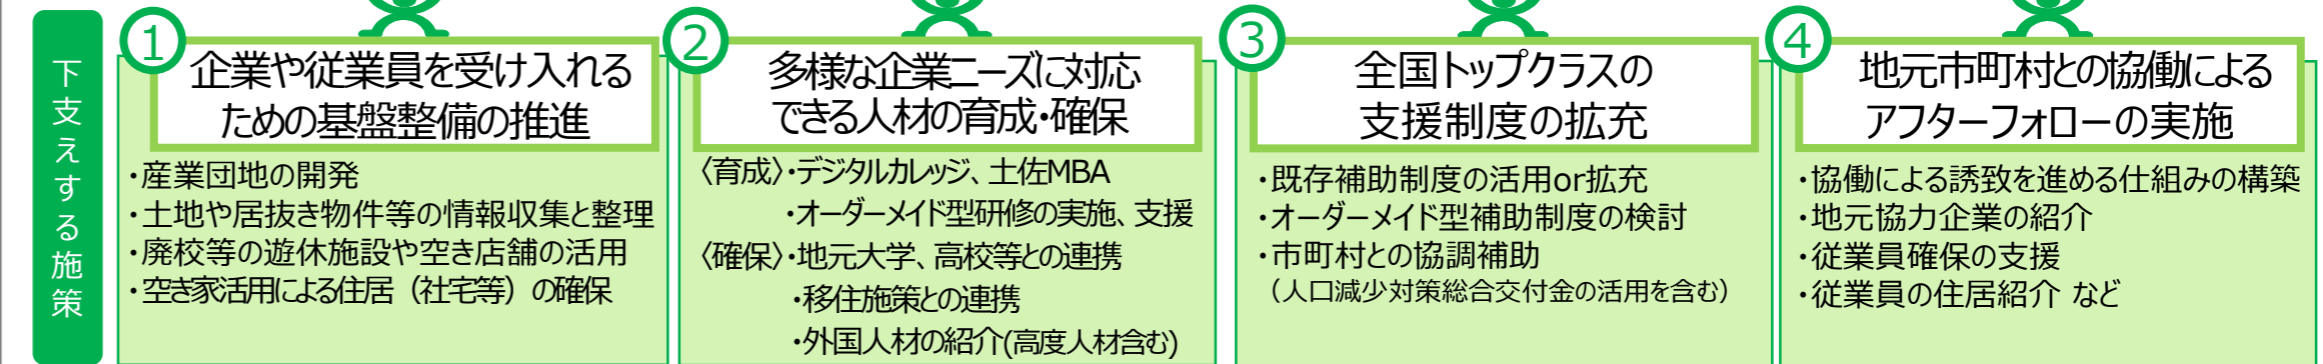 下支えする施策
1
企業や従業員を受け入れる
ための基盤整備の推進
・産業団地の開発
・土地や居抜き物件等の情報収集と整理
・廃校等の遊休施設や空き店舗の活用
・空き家活用による住居（社宅等）の確保
2
多様な企業ニーズに対応
できる人材の育成・確保
〈育成〉・デジタルカレッジ、土佐MBA
・オーダーメイド型研修の実施、支援
〈確保〉・地元大学、高校等との連携
・移住施策との連携
・外国人材の紹介(高度人材含む)
3
全国トップクラスの
支援制度の拡充
・既存補助制度の活用or拡充
・オーダーメイド型補助制度の検討
・市町村との協調補助
（人口減少対策総合交付金の活用を含む）
4
地元市町村との協働による
アフターフォローの実施
・協働による誘致を進める仕組みの構築
・地元協力企業の紹介
・従業員確保の支援
・従業員の住居紹介 など